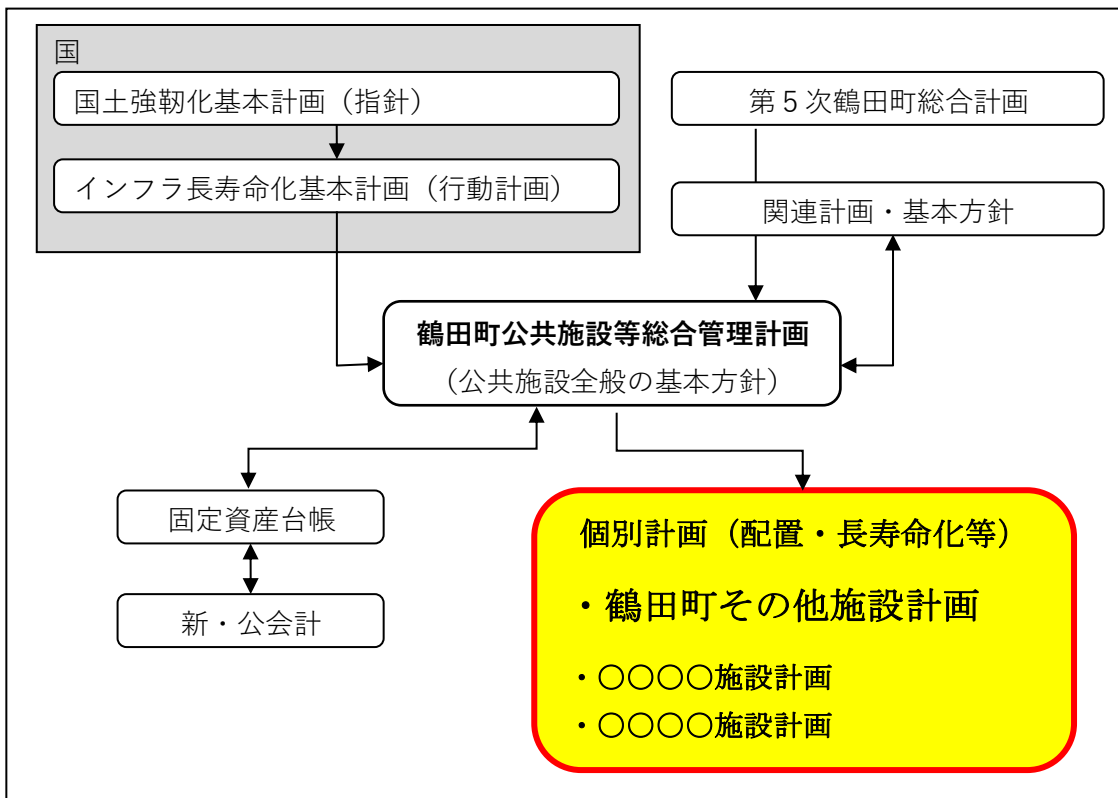 国
国土強靭化基本計画（指針）
第５次鶴田町総合計画
インフラ長寿命化基本計画（行動計画）
関連計画・基本方針
鶴田町公共施設等総合管理計画
（公共施設全般の基本方針）
固定資産台帳
新・公会計
個別計画（配置・長寿命化等）
・鶴田町その他施設計画
・〇〇〇〇施設計画
・〇〇〇〇施設計画